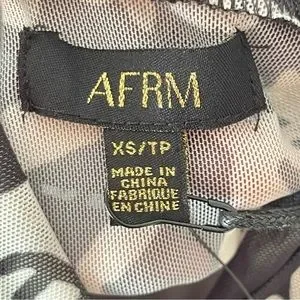 AFRM
XS/TP
MADE IN
CHINA
FABRIQUE
EN CHINE